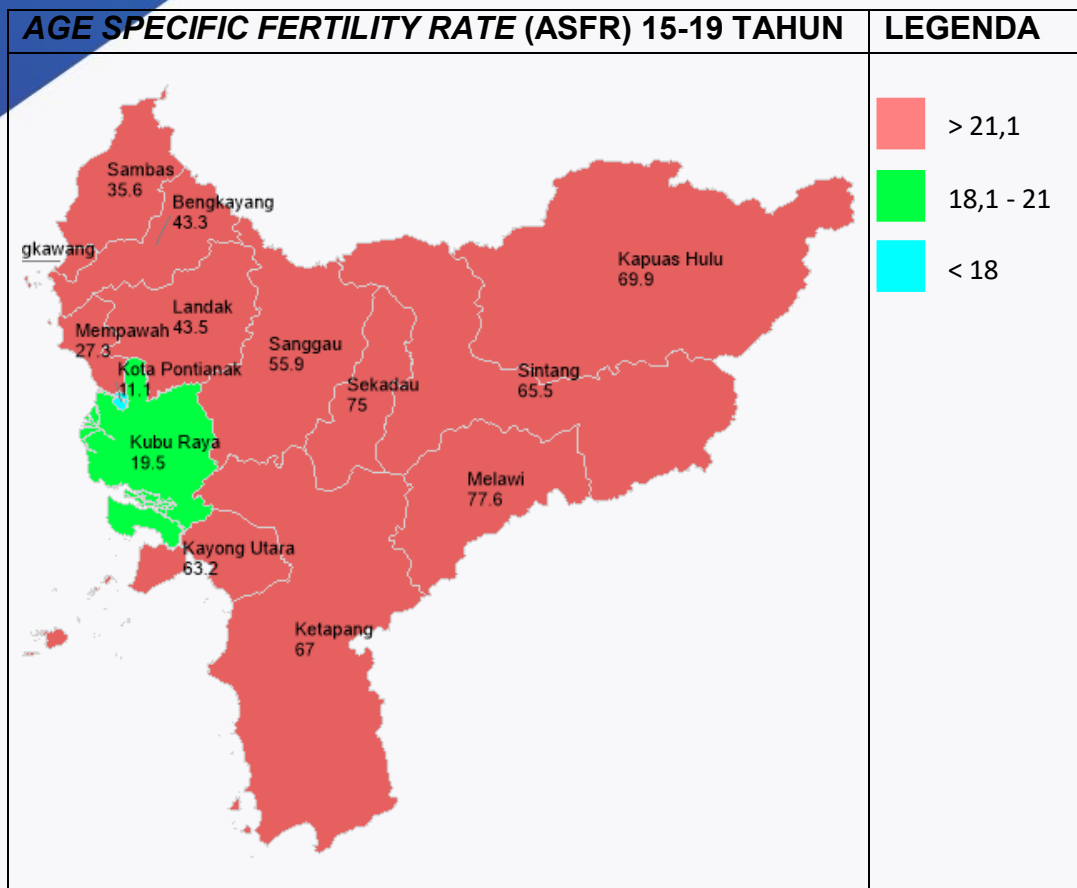 AGE SPECIFIC FERTILITY RATE (ASFR) 15-19 TAHUN
LEGENDA
> 21,1
18,1 - 21
< 18
Sambas
35.6
Bengkayang
43.3
gkawang
Kapuas Hulu
69.9
Landak
43.5
Mempawah
27.3
Sanggau
55.9
Kota Pontianak
11.1
Sintang
65.5
Sekadau
75
Kubu Raya
19.5
Melawi
77.6
Kayong Utara
63.2
Ketapang
67